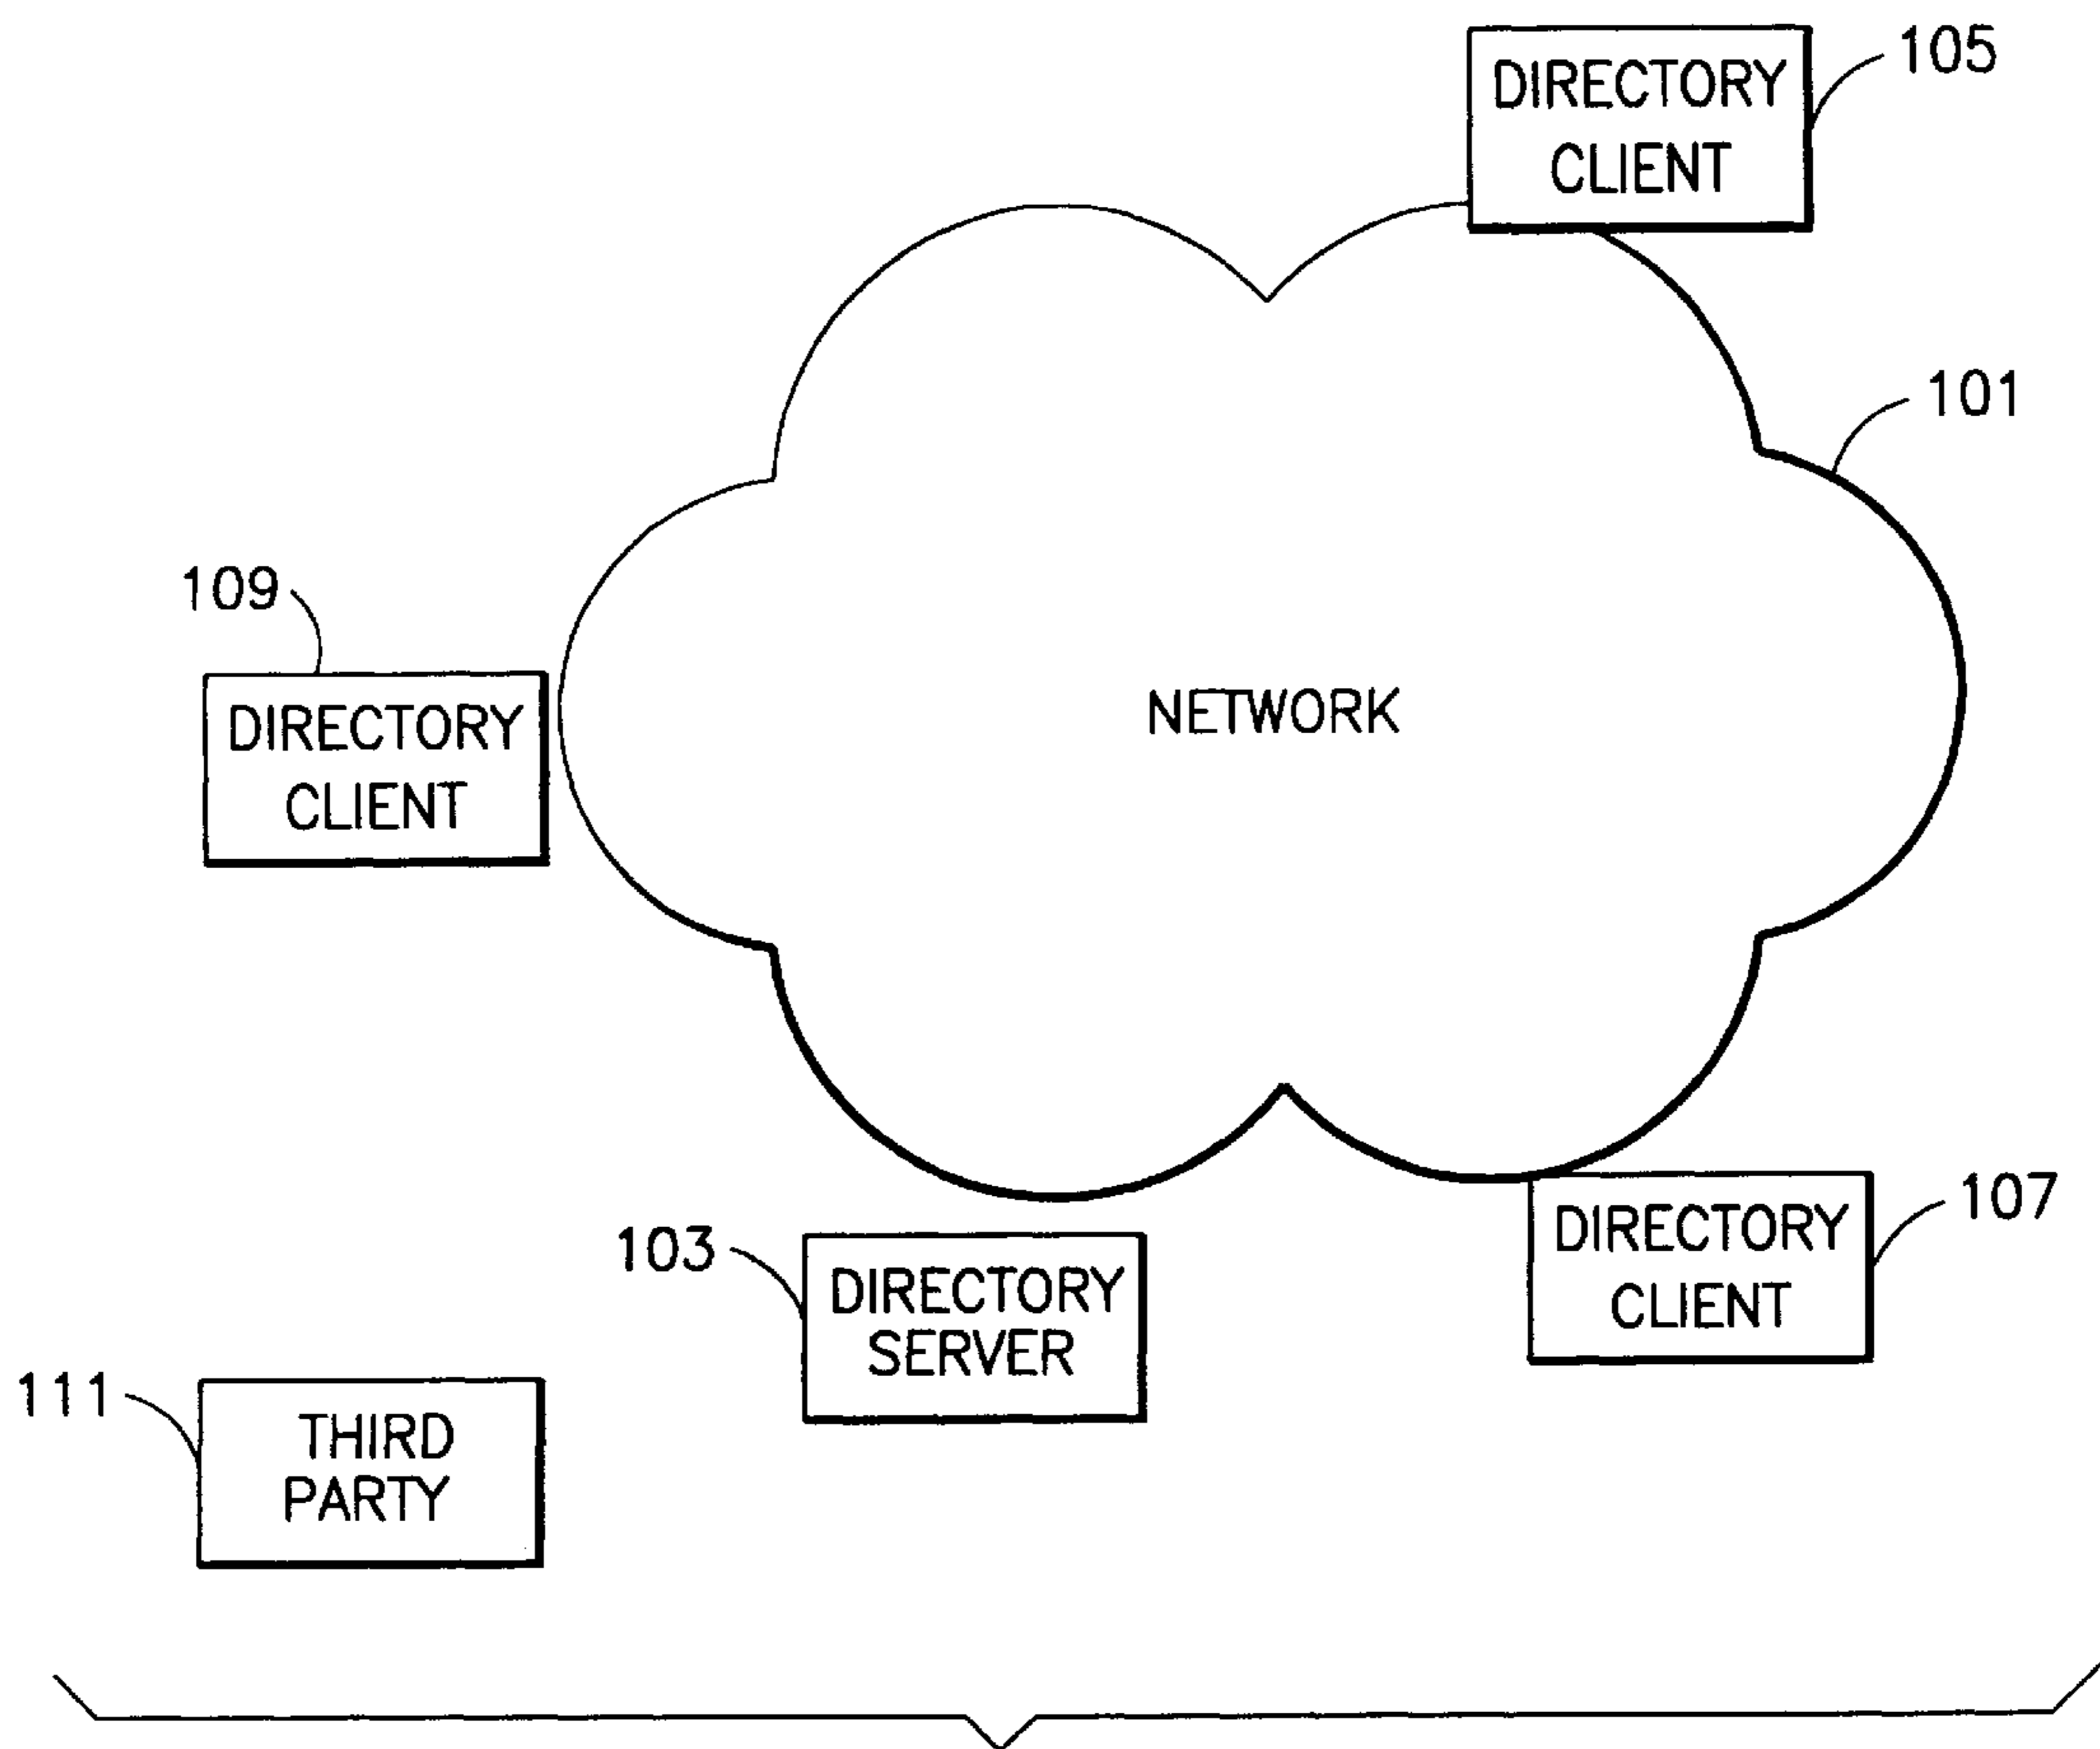 105
DIRECTORY
CLIENT
101
109
DIRECTORY
CLIENT
NETWORK
107
DIRECTORY
CLIENT
103
DIRECTORY
SERVER
111
THIRD
PARTY